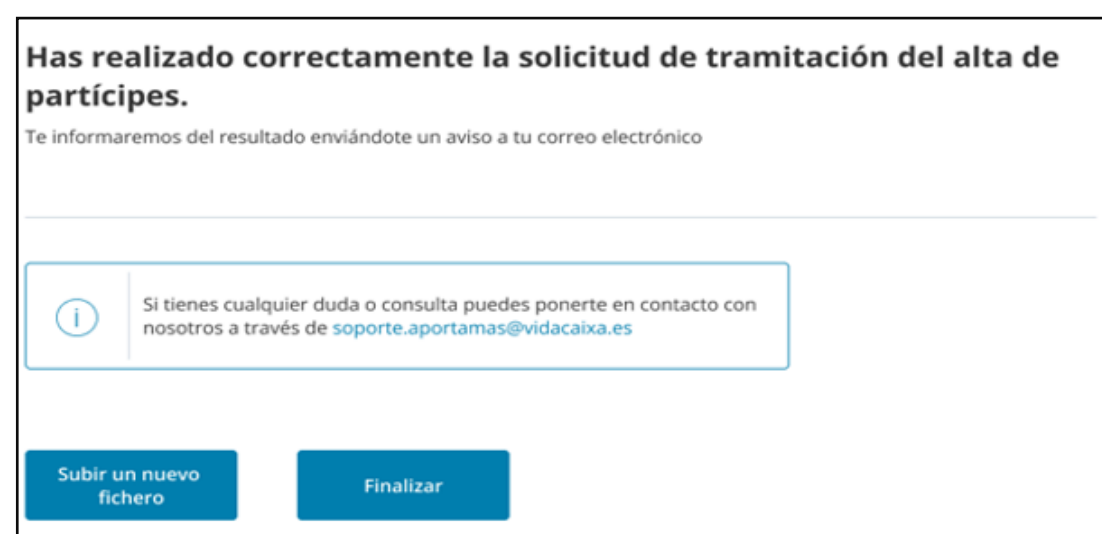 Has realizado correctamente la solicitud de tramitación del alta de
partícipes.
Te informaremos del resultado enviándote un aviso a tu correo electrónico
i
Si tienes cualquier duda o consulta puedes ponerte en contacto con
nosotros a través de soporte.aportamas@vidacaixa.es
Subir un nuevo
fichero
Finalizar